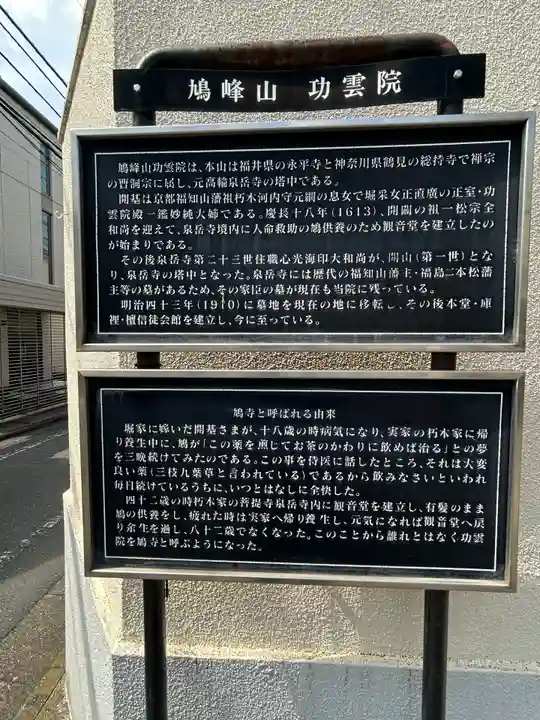 鳩峰山 功雲院
鳩峰山功雲院は、本山は福井県の永平寺と神奈川県鶴見の総持寺で禅宗
の曹洞宗に属し、元高輪泉岳寺の塔中である。
開基は京都部福知山藩祖朽木河内守元綱の息女で堀采女正直廣の正室・功
雲院殿一鑑妙純大姉である。慶長十八年(1613)、開闢の祖一松宗全
和尚を迎えて、泉岳寺境内に人命救助の鳩供養のため観音堂を建立したの
が始まりである。
その後泉岳寺第二十三世住職心光海印大和尚が、開山(第一世)とな
り、泉岳寺の塔中となった。泉岳寺には歴代の福知山藩主・福島二本松藩
主等の墓があるため、その家臣の墓が現在も当院に残っている。
明治四十三年(1910)に墓地を現在の地に移転し、その後本堂・庫
裡・檀信徒会館を建立し、今に至っている。
鳩寺と呼ばれる由来
堀家に嫁いだ開基さまが、十八歳の時病気になり、実家の朽木家に帰
り養生中に、鳩が「この薬を煎じてお茶のかわりに飲めば治る」との夢
を三晩続けてみたのである。この事を侍医に話したところ、それは大変
良い薬(三枝九葉草と言われている)であるから飲みなさいといわれ
毎日続けているうちに、いつとはなしに全快した。
四十二歳の時朽木家の菩提寺泉岳寺内に観音堂を建立し、有髪のまま
鳩の供養をし、疲れた時は実家へ帰り養生し、元気になれば観音堂へ戻
り余生を過し、八十三歳でなくなった。このことから誰れとはなく功雲
院を鳩寺と呼ぶようになった。